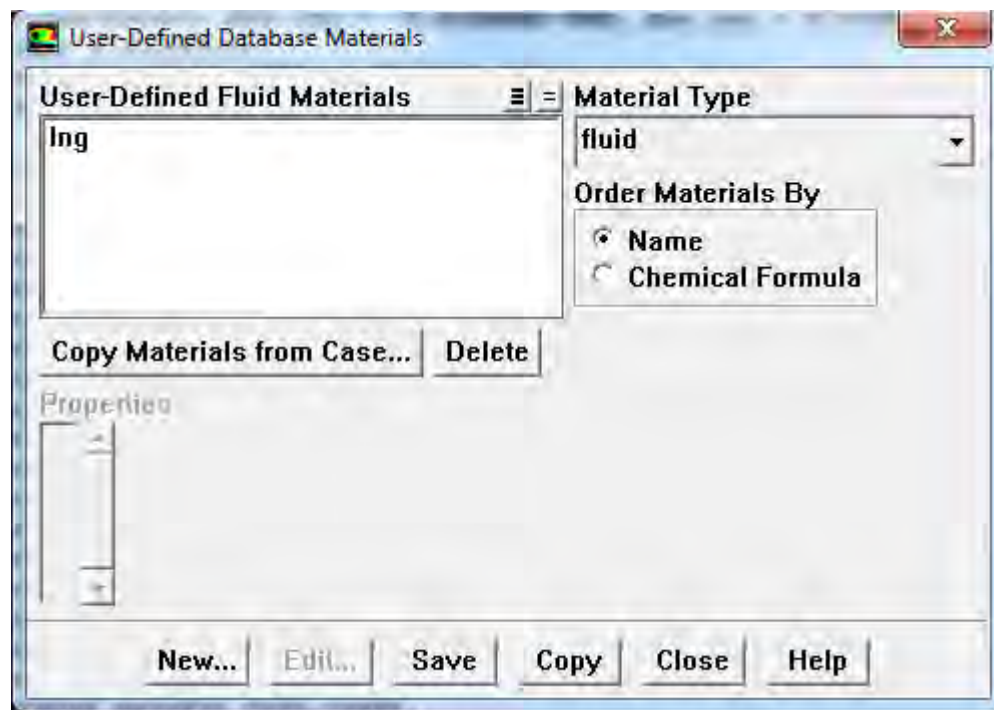 User-Defined Database Materials
User-Defined Fluid Materials
lng
Material Type
fluid
Order Materials By
Name
Chemical Formula
Copy Materials from Case... Delete
Properties
New... Edit... Save Copy Close Help